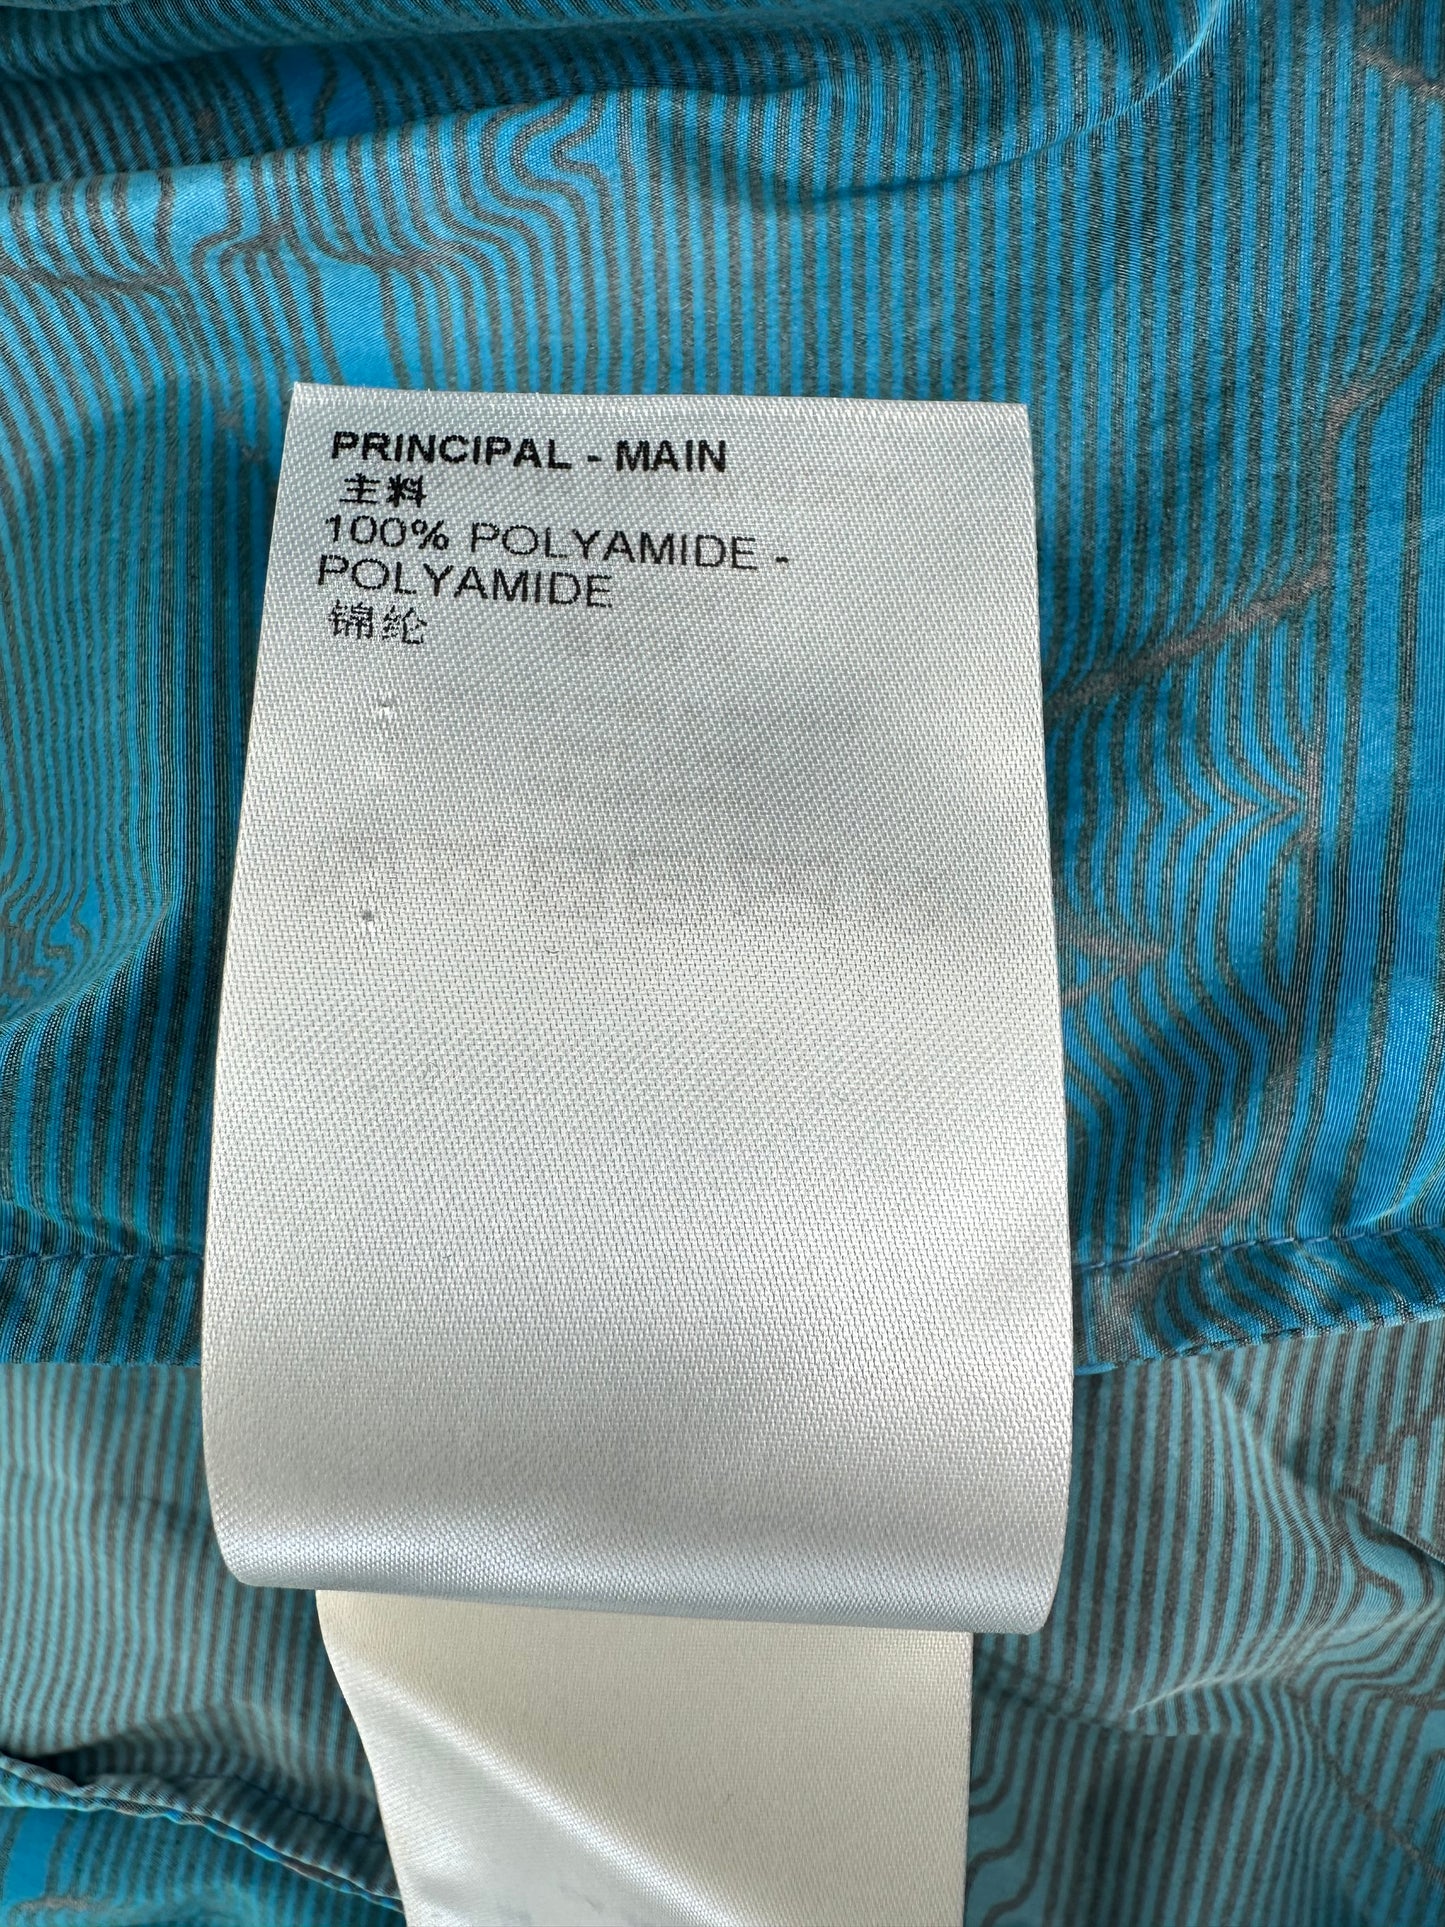 PRINCIPAL - MAIN
主料
100% POLYAMIDE -
POLYAMIDE
锦纶